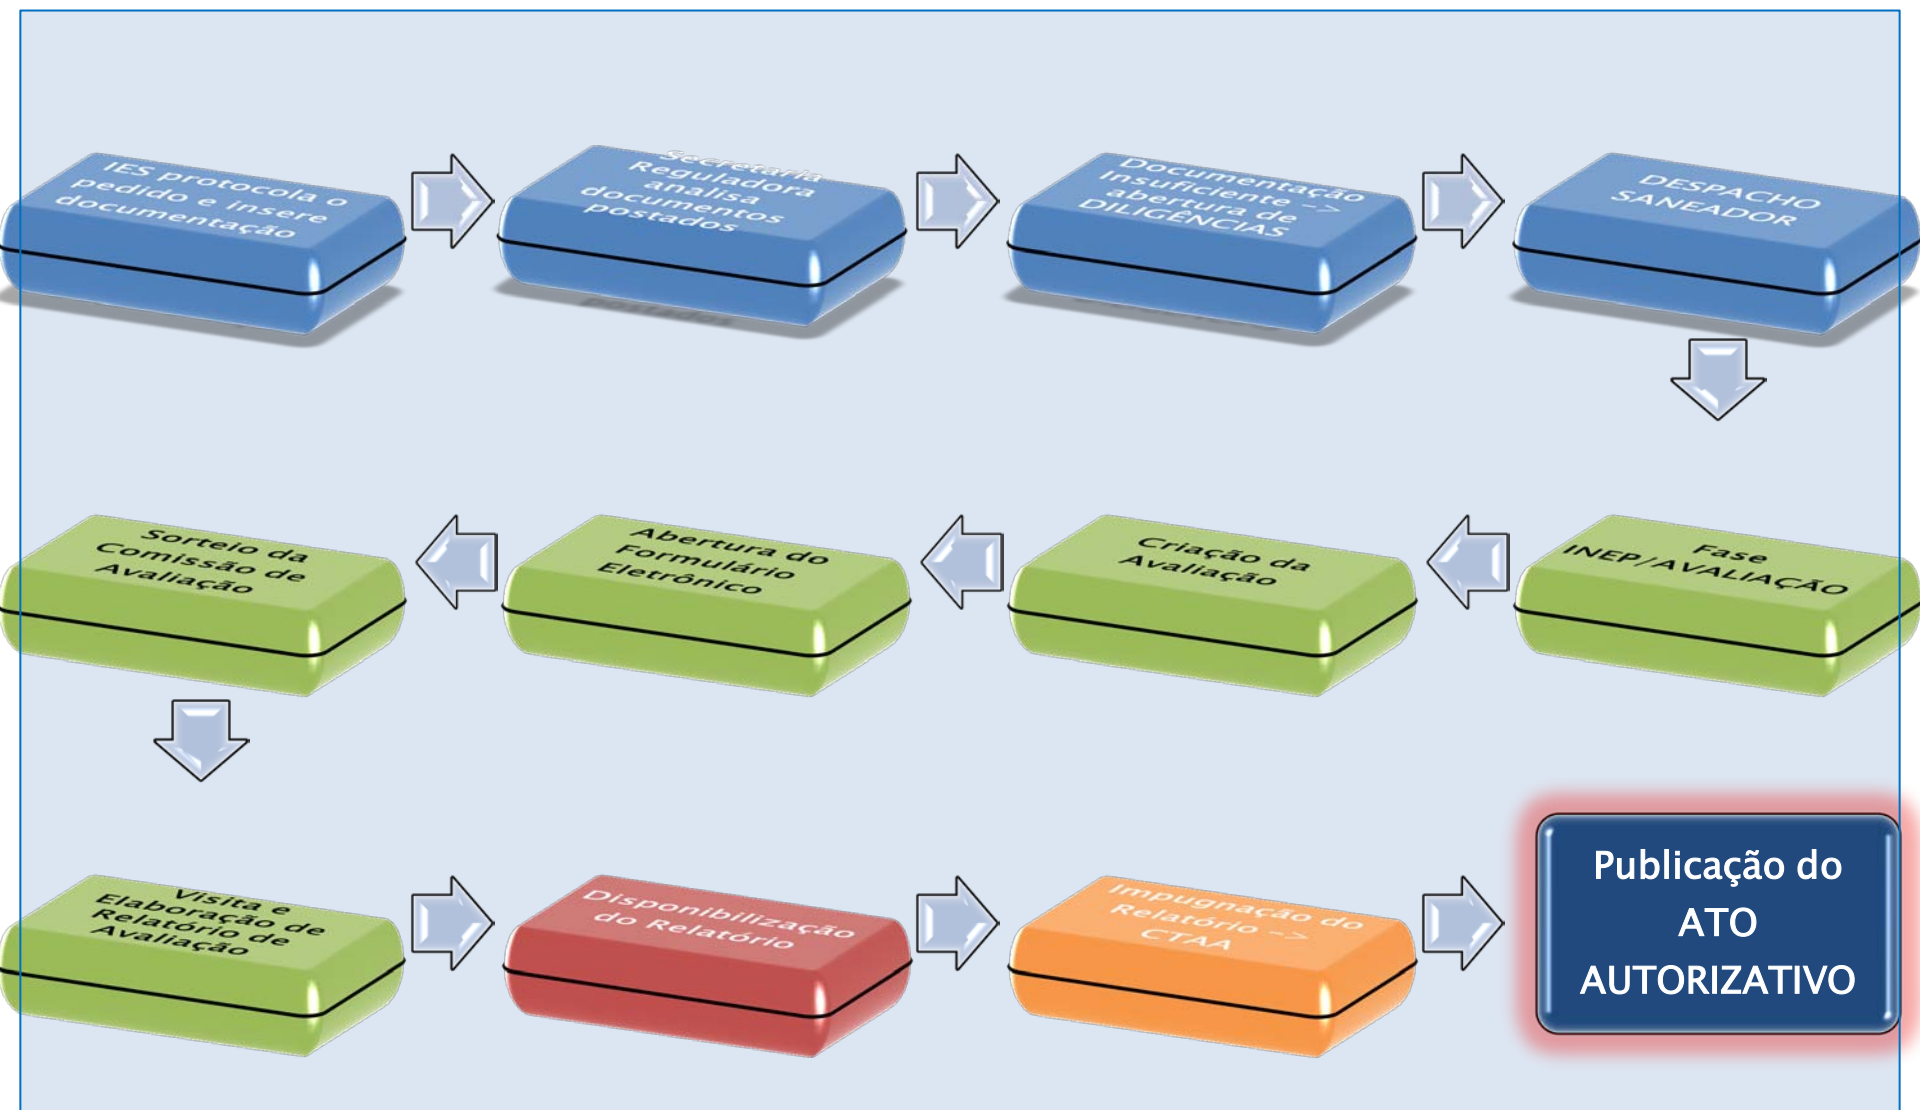 IES protocola o
pedido e insere
documentação
Secretaria
Reguladora
analisa
documentos
postados
Documentação
Insuficiente ->
abertura de
DILIGÊNCIAS
DESPACHO
SANEADOR
Fase
INEP/AVALIAÇÃO
Criação da
Avaliação
Abertura do
Formulário
Eletrônico
Sorteio da
Comissão de
Avaliação
Visita e
Elaboração de
Relatório de
Avaliação
Disponibilização
do Relatório
Impugnação do
Relatório ->
CTAA
Publicação do
ATO
AUTORIZATIVO